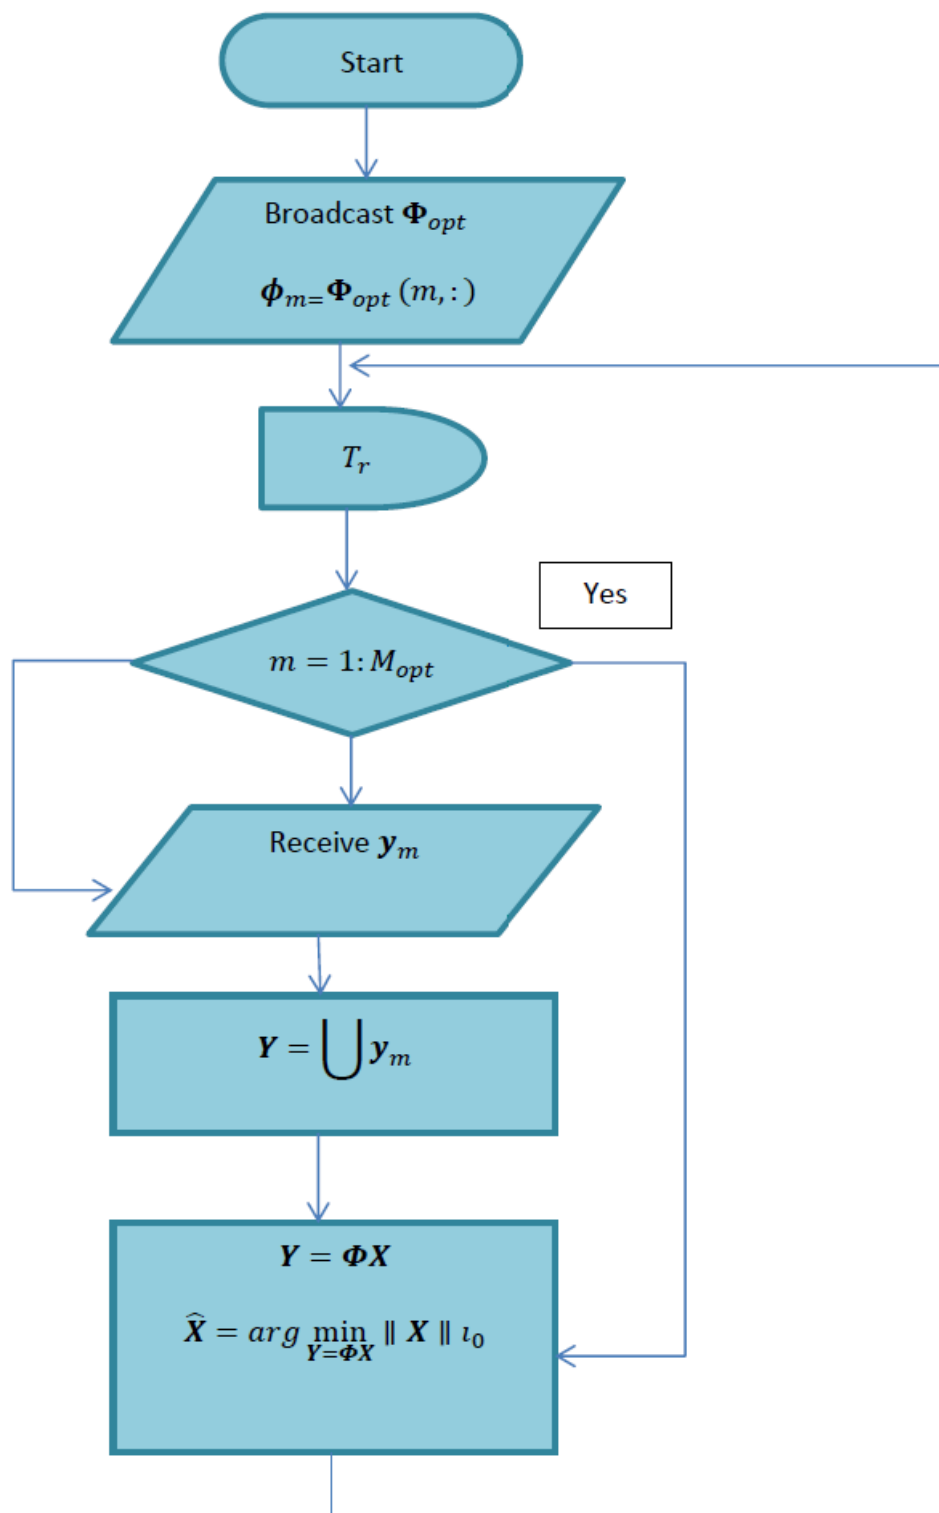 Start
Broadcast Φ_opt
ϕ_m=Φ_opt (m,:)
T_r
Yes
m = 1: M_opt
Receive y_m
Y = ⋃ y_m
Y = ΦX
X̂ = arg min_{Y=ΦX} ∥ X ∥ ι_0